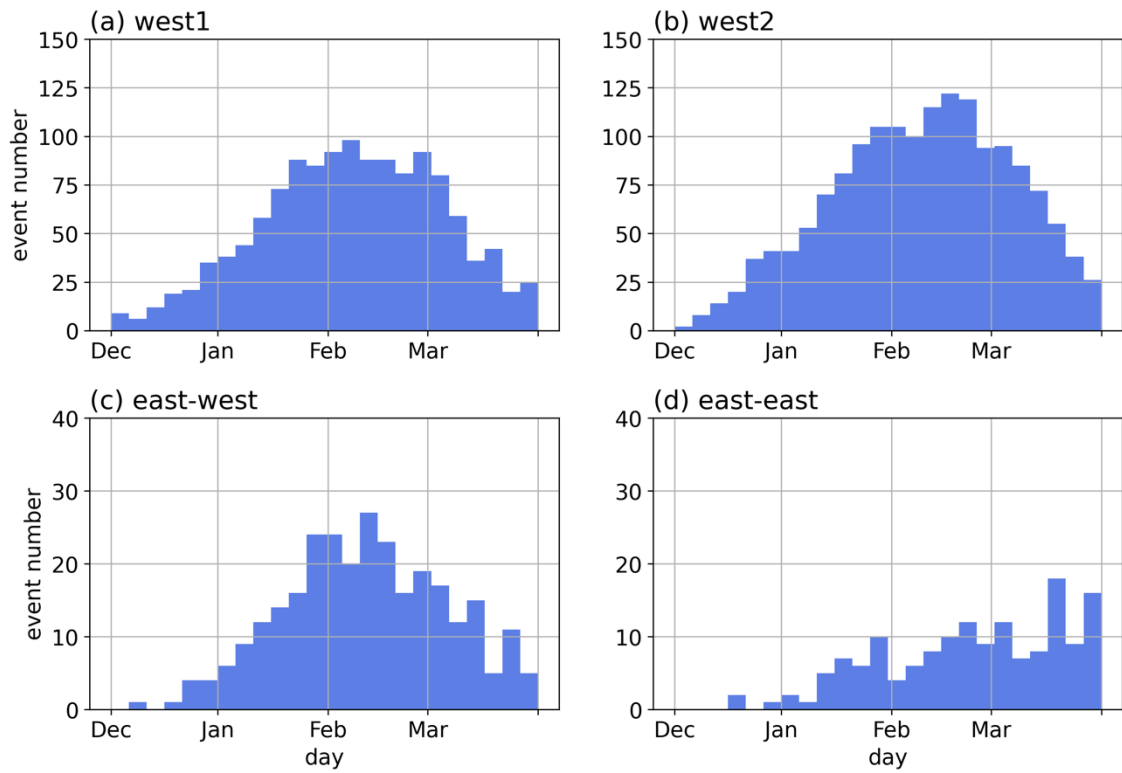 (a) west1
150
125
100
75
50
25
0
event number
Dec Jan Feb Mar
(b) west2
150
125
100
75
50
25
0
Dec Jan Feb Mar
(c) east-west
40
30
20
10
0
event number
Dec Jan Feb Mar
day
(d) east-east
40
30
20
10
0
Dec Jan Feb Mar
day